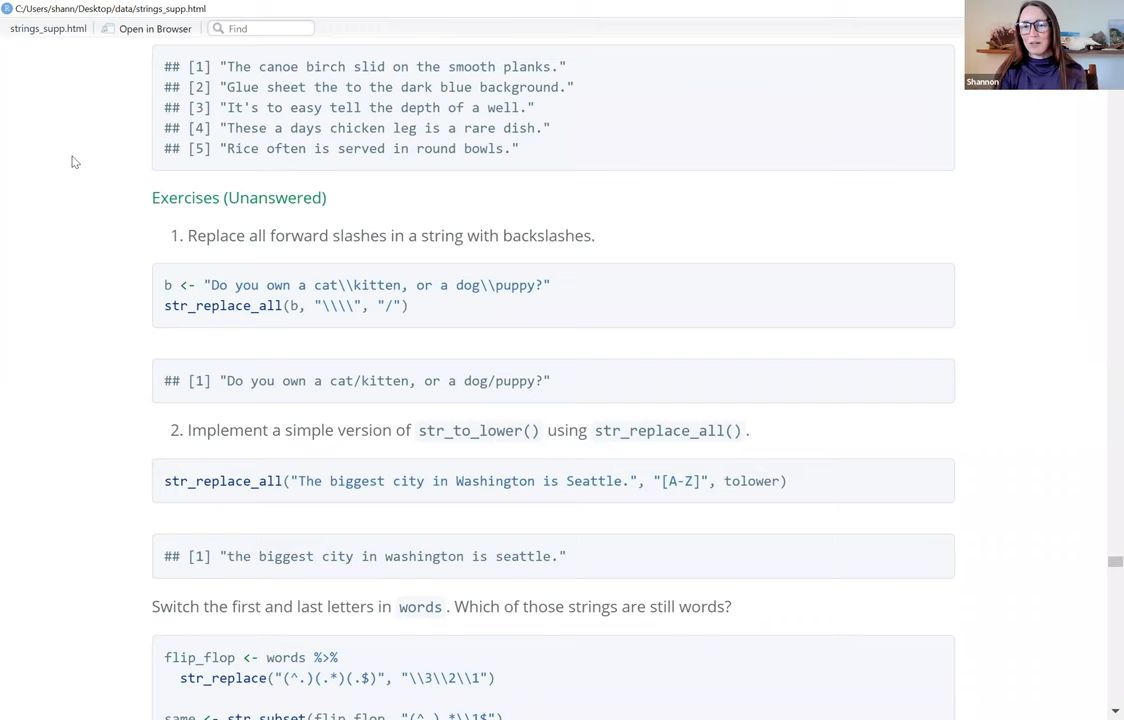 C:/Users/shann/Desktop/data/strings_supp.html
strings_supp.html Open in Browser Find
Shannon
## [1] "The canoe birch slid on the smooth planks."
## [2] "Glue sheet the to the dark blue background."
## [3] "It's to easy tell the depth of a well."
## [4] "These a days chicken leg is a rare dish."
## [5] "Rice often is served in round bowls."
Exercises (Unanswered)
1. Replace all forward slashes in a string with backslashes.
b <- "Do you own a cat\\kitten, or a dog\\puppy?"
str_replace_all(b, "\\\\", "/")
## [1] "Do you own a cat/kitten, or a dog/puppy?"
2. Implement a simple version of str_to_lower() using str_replace_all().
str_replace_all("The biggest city in Washington is Seattle.", "[A-Z]", tolower)
## [1] "the biggest city in washington is seattle."
Switch the first and last letters in words. Which of those strings are still words?
flip_flop <- words %>%
str_replace("(^.)(.*)(.$)", "\\3\\2\\1")
same <- str_subset(flip_flop, "(^.).*\\1$)